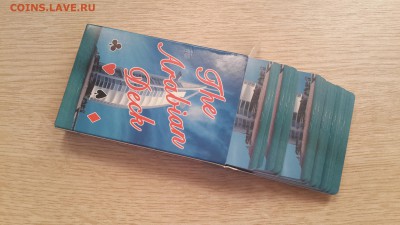 COINS.LAVE.RU
The
Arabian
Deck